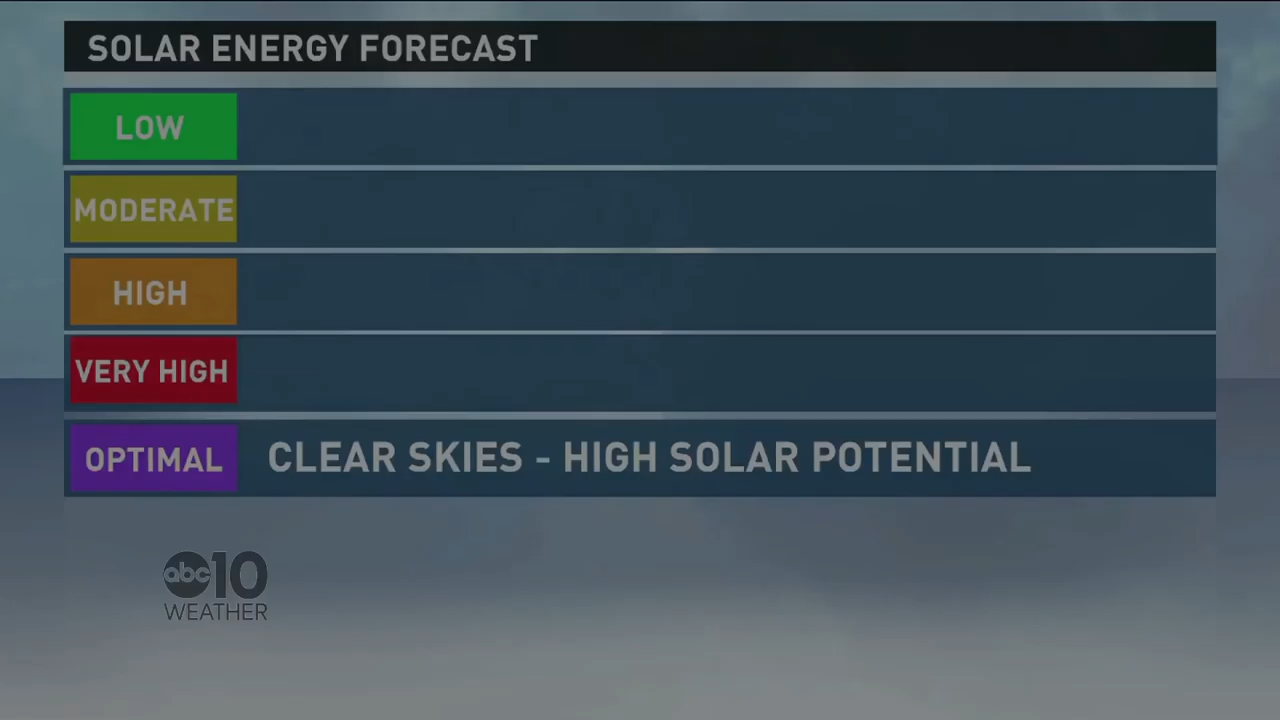 SOLAR ENERGY FORECAST
LOW
MODERATE
HIGH
VERY HIGH
OPTIMAL CLEAR SKIES - HIGH SOLAR POTENTIAL
abc10
WEATHER